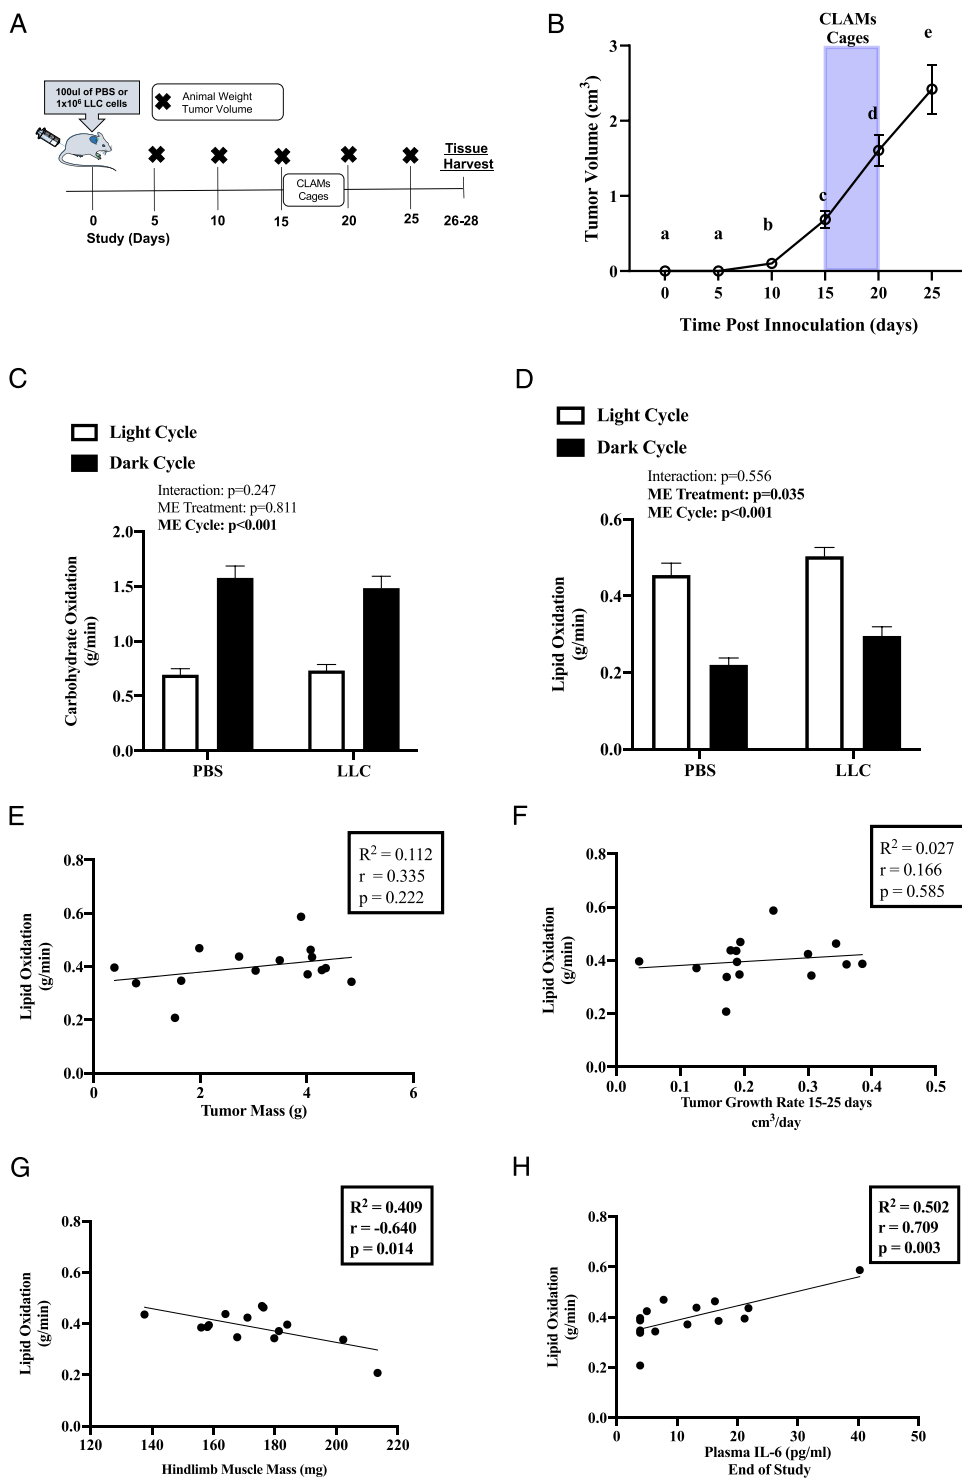 A
100ul of PBS or
1x10⁶ LLC cells
Animal Weight
Tumor Volume
Tissue
Harvest
CLAMs
Cages
0
5
10
15
20
25
26-28
Study (Days)
B
CLAMs
Cages
Tumor Volume (cm³)
3
2
1
0
a
a
b
c
d
e
0
5
10
15
20
25
Time Post Innoculation (days)
C
Light Cycle
Dark Cycle
Interaction: p=0.247
ME Treatment: p=0.811
ME Cycle: p<0.001
Carbohydrate Oxidation
(g/min)
2.0
1.5
1.0
0.5
0.0
PBS
LLC
D
Light Cycle
Dark Cycle
Interaction: p=0.556
ME Treatment: p=0.035
ME Cycle: p<0.001
Lipid Oxidation
(g/min)
0.6
0.4
0.2
0.0
PBS
LLC
E
R² = 0.112
r = 0.335
p = 0.222
Lipid Oxidation
(g/min)
0.8
0.6
0.4
0.2
0.0
0
2
4
6
Tumor Mass (g)
F
R² = 0.027
r = 0.166
p = 0.585
Lipid Oxidation
(g/min)
0.8
0.6
0.4
0.2
0.0
0.0
0.1
0.2
0.3
0.4
0.5
Tumor Growth Rate 15-25 days
cm³/day
G
R² = 0.409
r = -0.640
p = 0.014
Lipid Oxidation
(g/min)
0.8
0.6
0.4
0.2
0.0
120
140
160
180
200
220
Hindlimb Muscle Mass (mg)
H
R² = 0.502
r = 0.709
p = 0.003
Lipid Oxidation
(g/min)
0.8
0.6
0.4
0.2
0.0
0
10
20
30
40
50
Plasma IL-6 (pg/ml)
End of Study